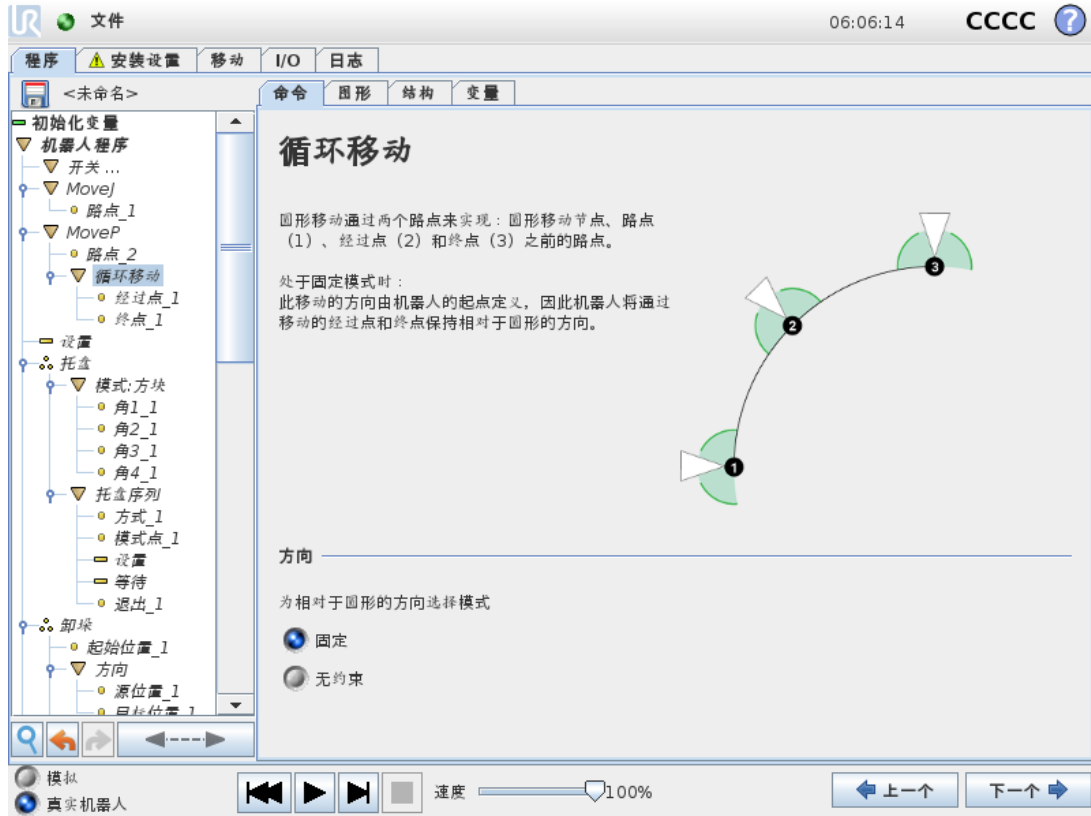 UR 文件 06:06:14 CCCC ?
程序 安装设置 移动 I/O 日志
<未命名> 命令 图形 结构 变量
初始化变量
机器人程序
开关 ...
MoveJ
路点_1
MoveP
路点_2
循环移动
经过点_1
终点_1
设置
托盘
模式:方块
角1_1
角2_1
角3_1
角4_1
托盘序列
方式_1
模式点_1
设置
等待
退出_1
卸垛
起始位置_1
方向
源位置_1
目标位置_1
循环移动
圆形移动通过两个路点来实现：圆形移动节点、路点
（1）、经过点（2）和终点（3）之前的路点。
处于固定模式时：
此移动的方向由机器人的起点定义，因此机器人将通过
移动的经过点和终点保持相对于圆形的方向。
3
2
1
方向
为相对于圆形的方向选择模式
固定
无约束
模拟
真实机器人
速度 100%
上一个 下一个